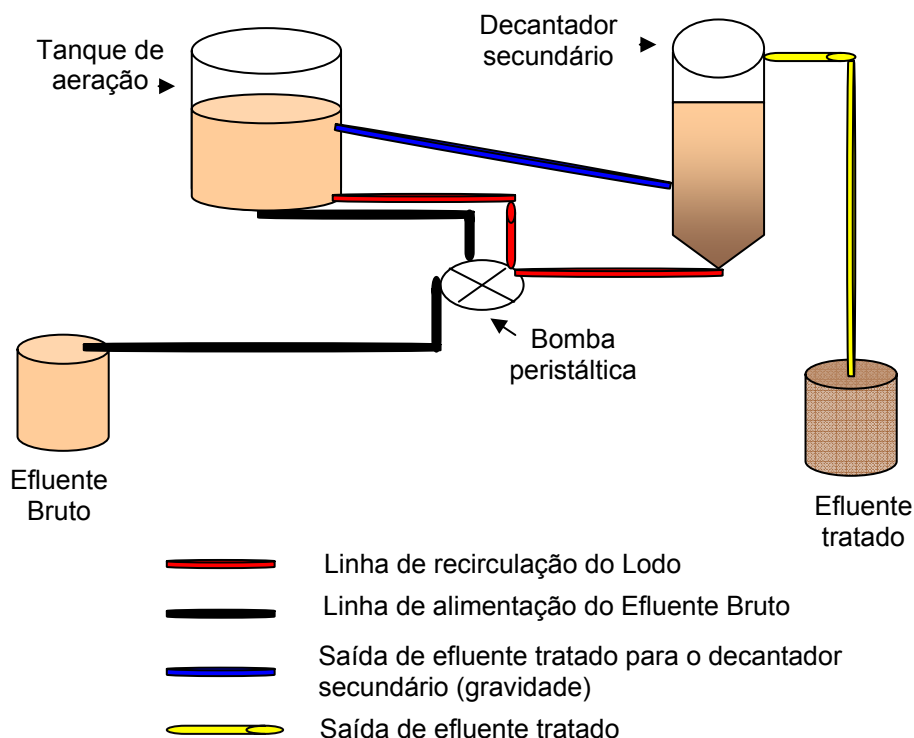 Tanque de
aeração
Decantador
secundário
Bomba
peristáltica
Efluente
Bruto
Efluente
tratado
Linha de recirculação do Lodo
Linha de alimentação do Efluente Bruto
Saída de efluente tratado para o decantador
secundário (gravidade)
Saída de efluente tratado